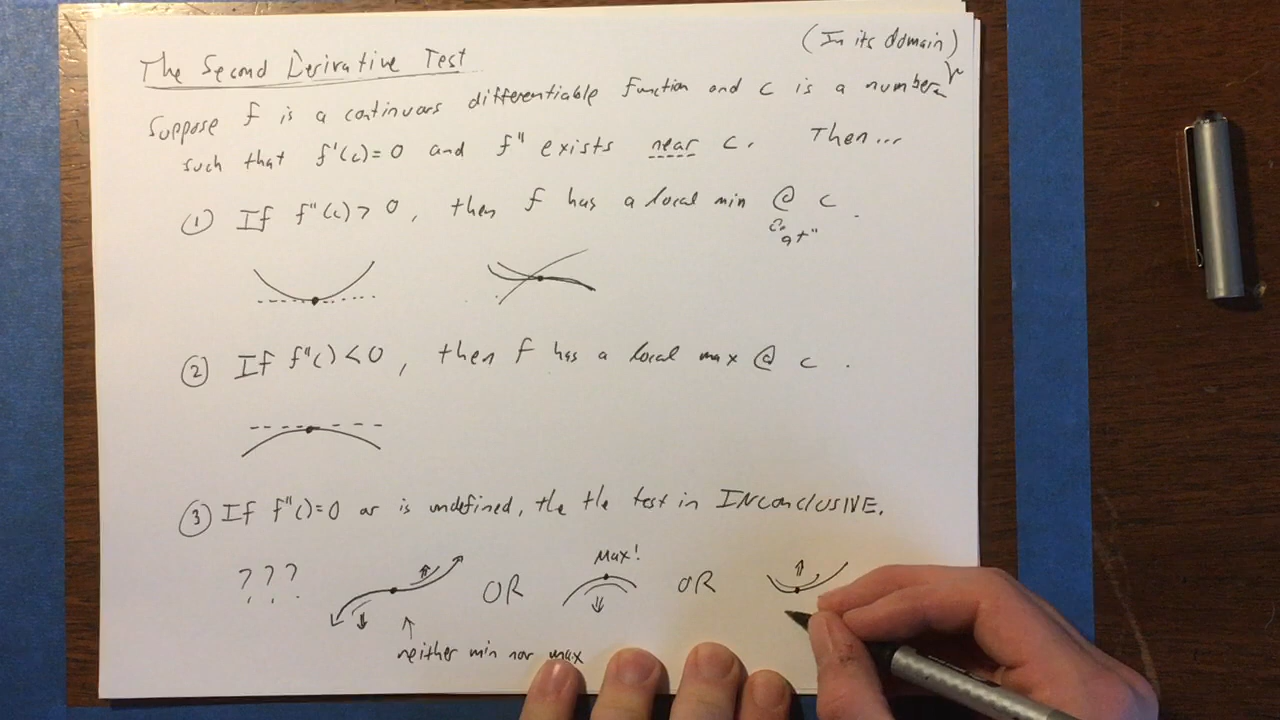 The Second Derivative Test
(In its domain)
Suppose f is a continuous differentiable function and c is a number
such that f'(c)=0 and f" exists near c. Then...
① If f"(c) > 0, then f has a local min @ c.
"at"
② If f"(c) < 0, then f has a local max @ c.
③ If f"(c)=0 or is undefined, the the test in INCONCLUSIVE.
??? OR Max! OR
neither min nor max